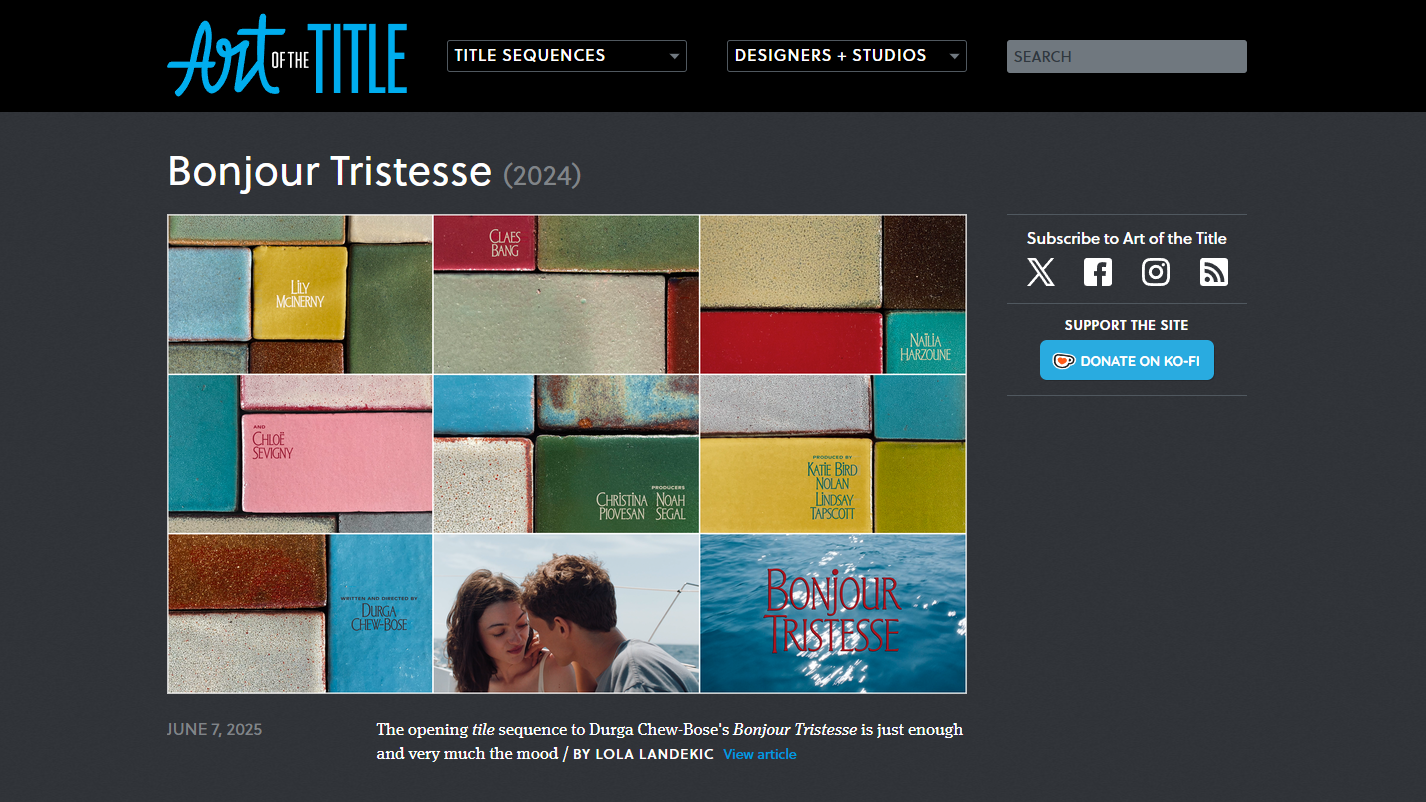 Art OF THE TITLE
TITLE SEQUENCES
DESIGNERS + STUDIOS
SEARCH
Bonjour Tristesse (2024)
LILY
MCINERNY
CLAES
BANG
NAÏLIA
HARZOUNE
AND
CHLOË
SEVIGNY
PRODUCERS
CHRISTINA
PIOVESAN
NOAH
SEGAL
PRODUCED BY
KATIE BIRD
NOLAN
LINDSAY
TAPSCOTT
WRITTEN AND DIRECTED BY
DURGA
CHEW-BOSE
BONJOUR
TRISTESSE
Subscribe to Art of the Title
SUPPORT THE SITE
DONATE ON KO-FI
JUNE 7, 2025
The opening tile sequence to Durga Chew-Bose's Bonjour Tristesse is just enough
and very much the mood / BY LOLA LANDEKIC View article